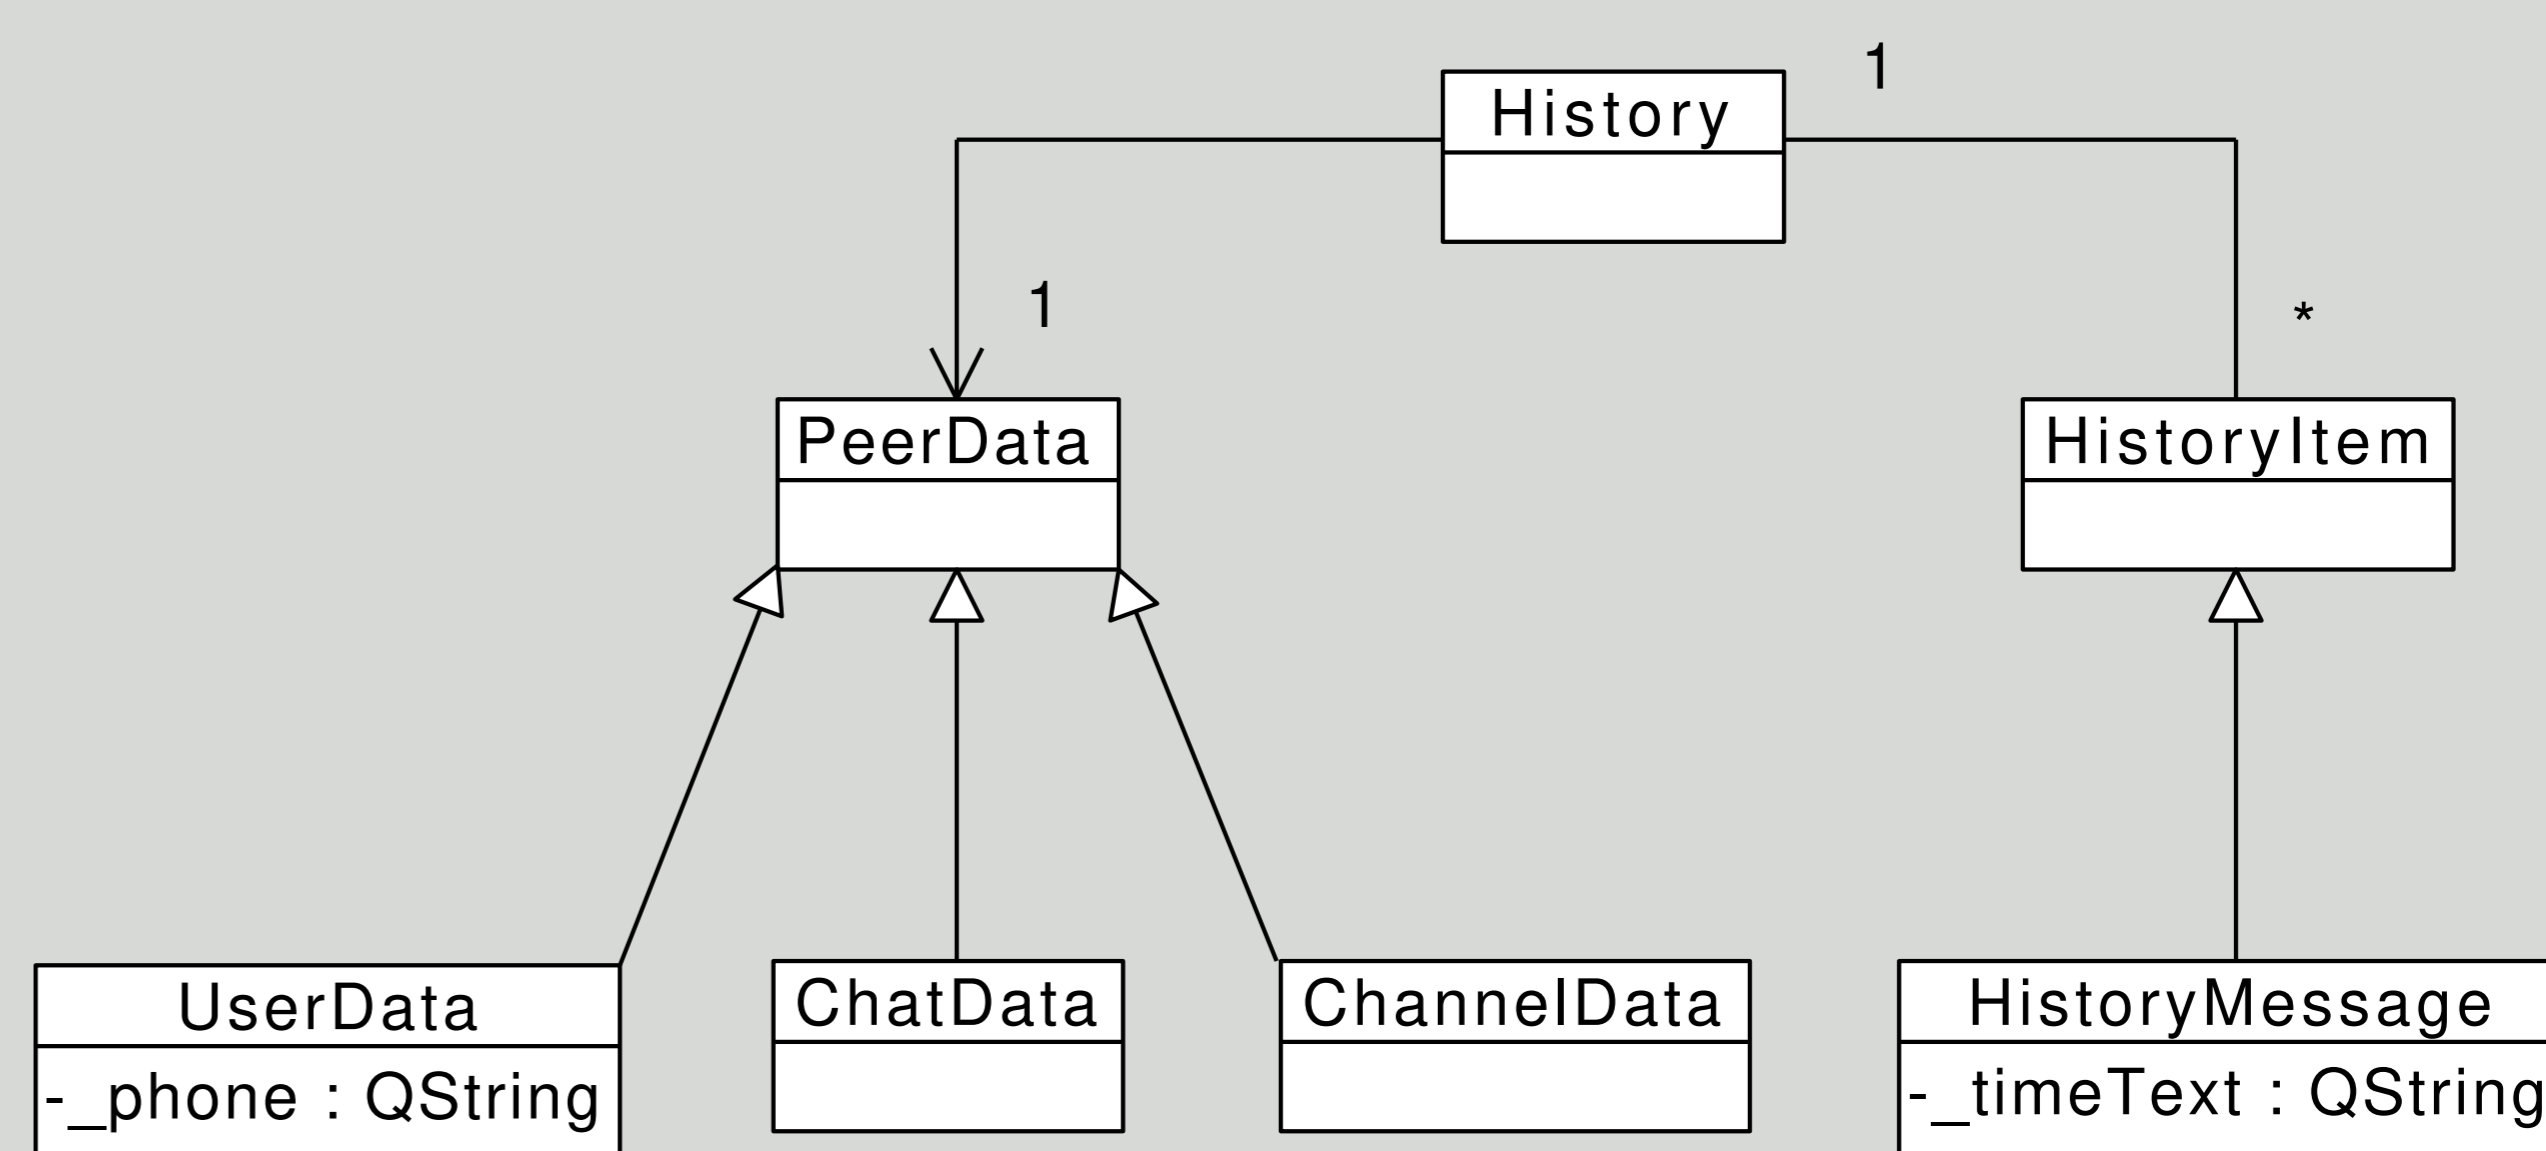 1
History
1
*
PeerData
HistoryItem
UserData
ChatData
ChannelData
HistoryMessage
-_phone : QString
-_timeText : QString